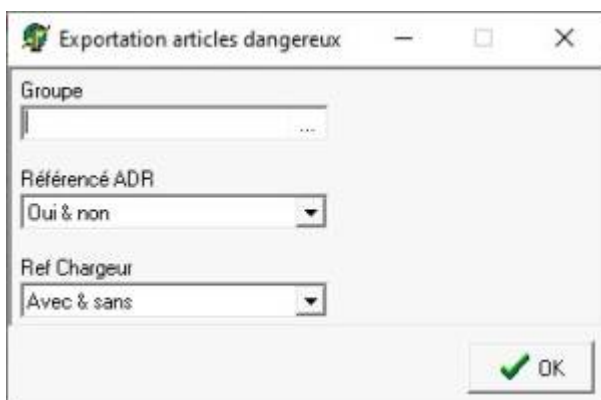 Exportation articles dangereux
Groupe
...
Référencé ADR
Oui & non
Ref Chargeur
Avec & sans
OK